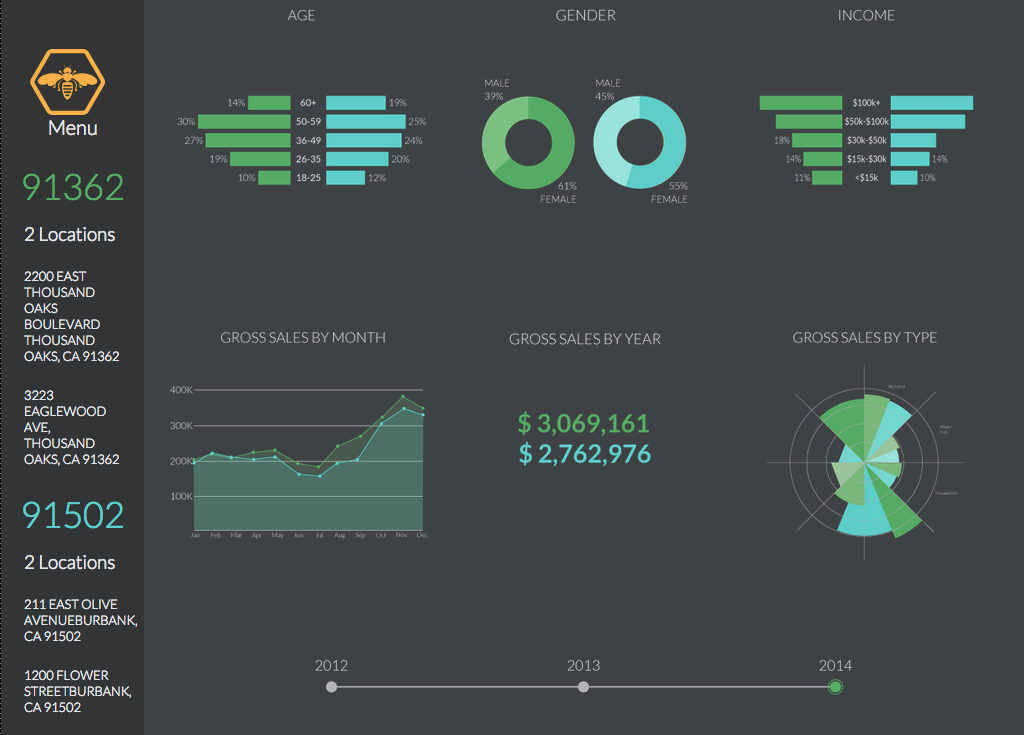 Menu
91362
2 Locations
2200 EAST
THOUSAND
OAKS
BOULEVARD
THOUSAND
OAKS, CA 91362
3223
EAGLEWOOD
AVE,
THOUSAND
OAKS, CA 91362
91502
2 Locations
211 EAST OLIVE
AVENUEBURBANK,
CA 91502
1200 FLOWER
STREETBURBANK,
CA 91502
AGE
14% 60+ 19%
30% 50-59 25%
27% 36-49 24%
19% 26-35 20%
10% 18-25 12%
GENDER
MALE
39%
61%
FEMALE
MALE
45%
55%
FEMALE
INCOME
$100k+
$50k-$100k
18% $30k-$50k
14% $15k-$30k 14%
11% <$15k 10%
GROSS SALES BY MONTH
400K
300K
200K
100K
Jan Feb Mar Apr May Jun Jul Aug Sep Oct Nov Dec
GROSS SALES BY YEAR
$ 3,069,161
$ 2,762,976
GROSS SALES BY TYPE
Household
2012 2013 2014